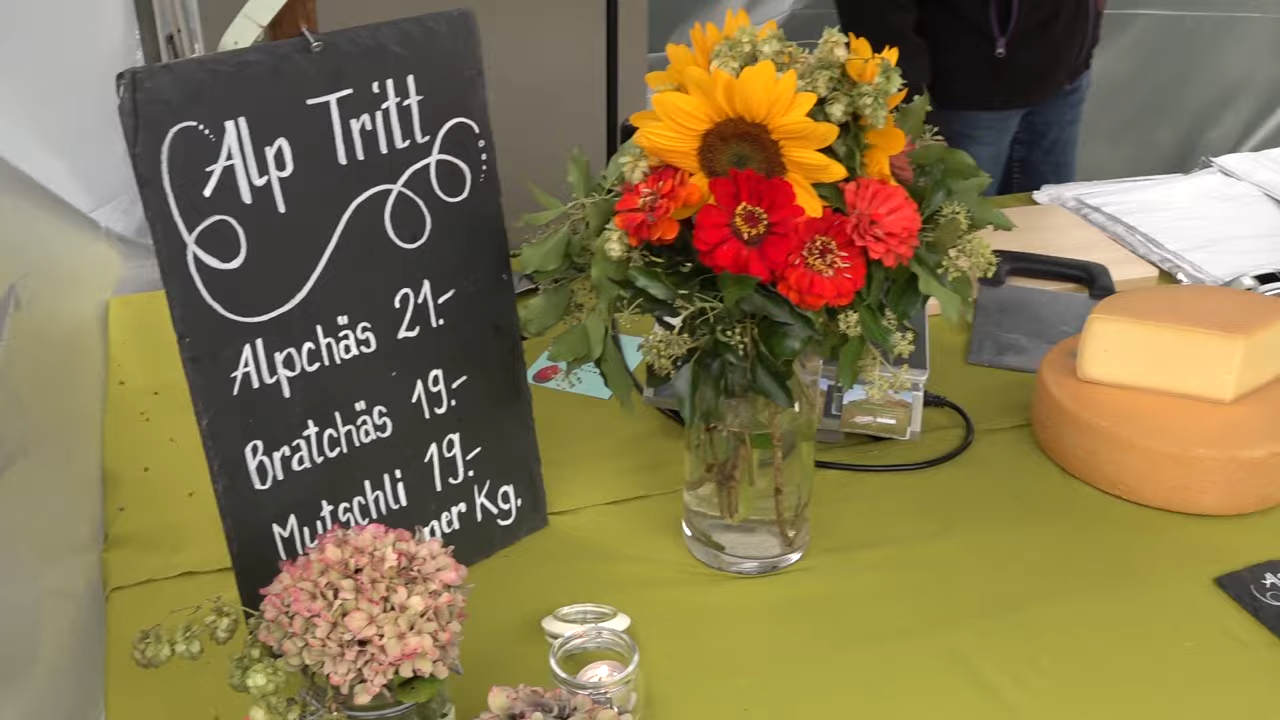 Alp Tritt
Alpchäs 21.-
Bratchäs 19.-
Mutschli 19.-
per Kg.